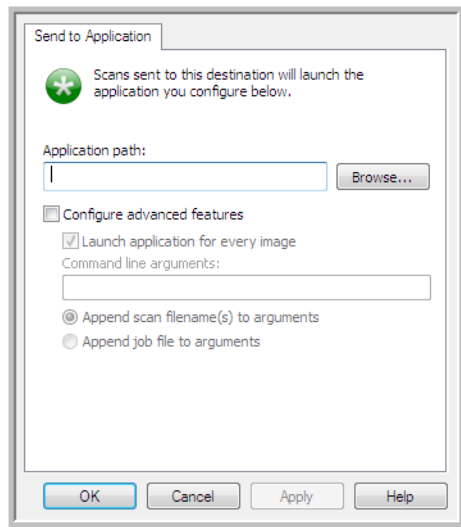 Send to Application
Scans sent to this destination will launch the
application you configure below.
Application path:
Browse...
Configure advanced features
Launch application for every image
Command line arguments:
Append scan filename(s) to arguments
Append job file to arguments
OK Cancel Apply Help